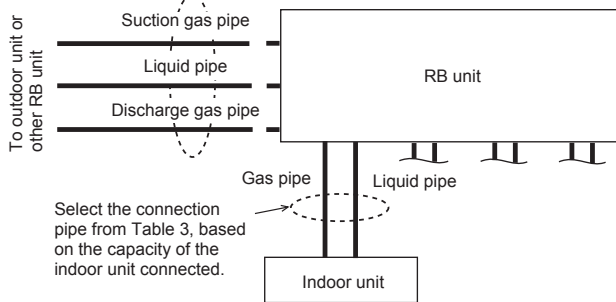 Suction gas pipe
Liquid pipe
Discharge gas pipe
To outdoor unit or
other RB unit
RB unit
Gas pipe
Liquid pipe
Select the connection
pipe from Table 3, based
on the capacity of the
indoor unit connected.
Indoor unit